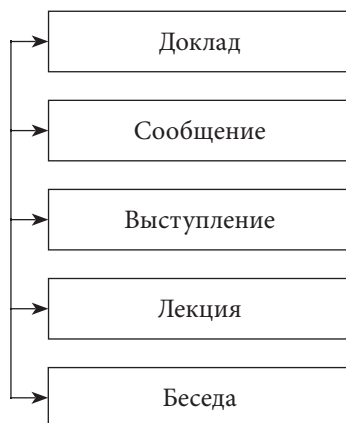 Доклад
Сообщение
Выступление
Лекция
Беседа